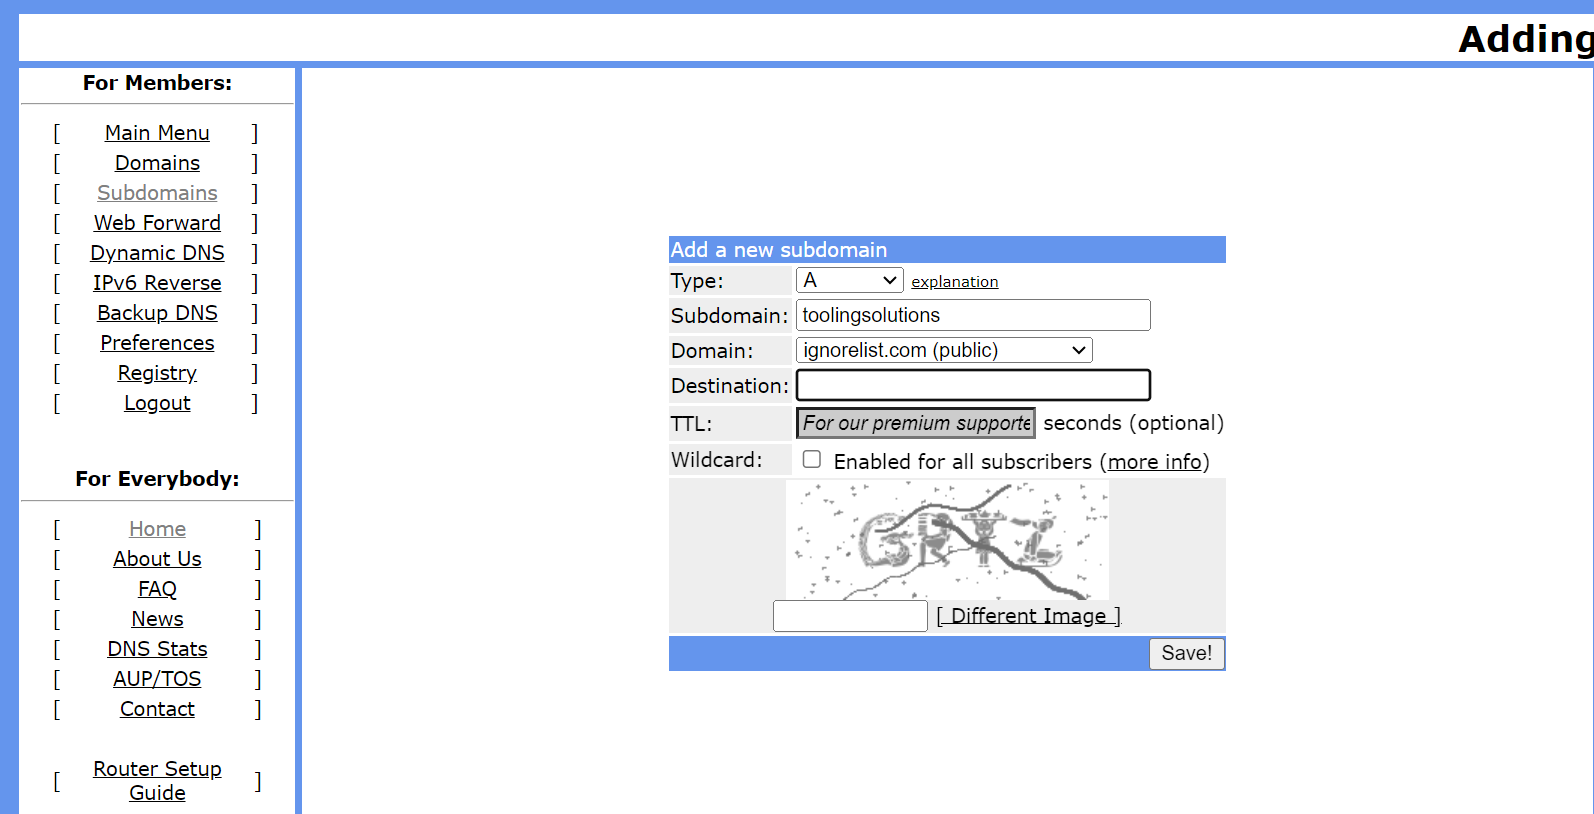 Adding
For Members:
[ Main Menu ]
[ Domains ]
[ Subdomains ]
[ Web Forward ]
[ Dynamic DNS ]
[ IPv6 Reverse ]
[ Backup DNS ]
[ Preferences ]
[ Registry ]
[ Logout ]
For Everybody:
[ Home ]
[ About Us ]
[ FAQ ]
[ News ]
[ DNS Stats ]
[ AUP/TOS ]
[ Contact ]
[ Router Setup
Guide ]
Add a new subdomain
Type: A explanation
Subdomain: toolingsolutions
Domain: ignorelist.com (public)
Destination:
TTL: For our premium supporte seconds (optional)
Wildcard: Enabled for all subscribers (more info)
[ Different Image ]
Save!